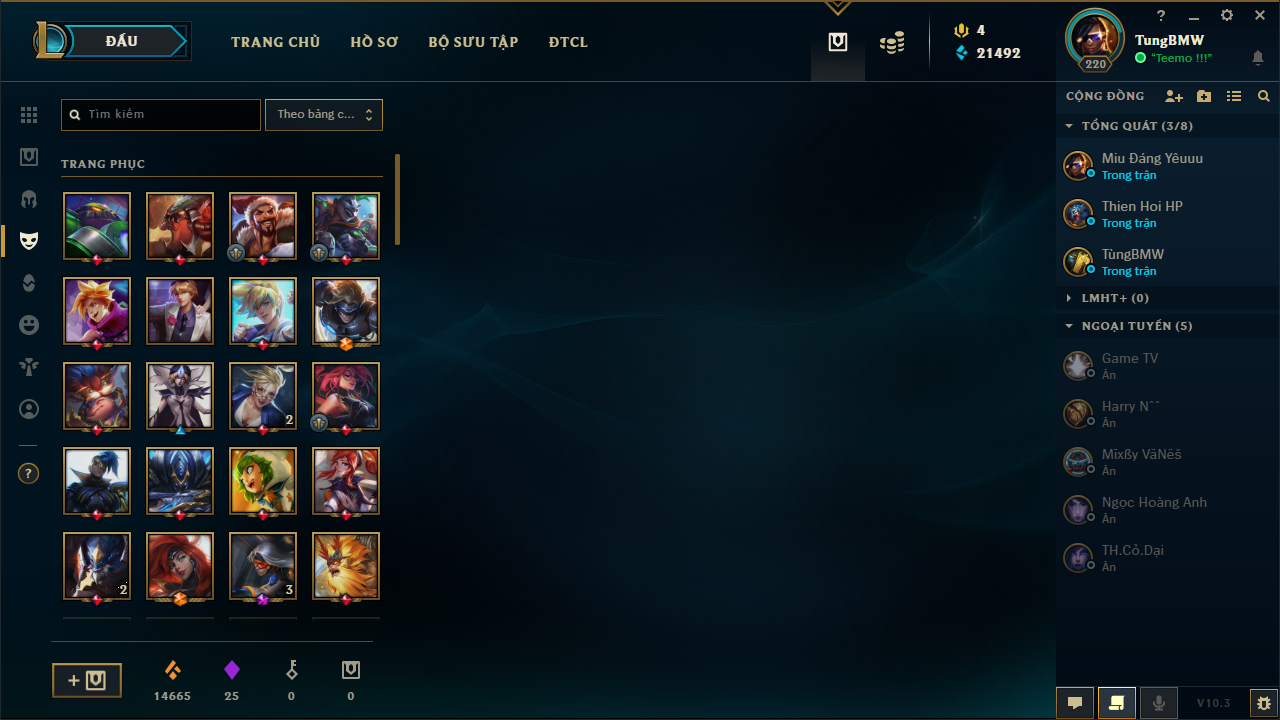 ĐẤU
TRANG CHỦ
HỒ SƠ
BỘ SƯU TẬP
ĐTCL
4
21492
?
220
TungBMW
“Teemo !!!”
Tìm kiếm
Theo bảng c...
TRANG PHỤC
2
2
3
?
14665
25
0
0
CỘNG ĐỒNG
TỔNG QUÁT (3/8)
Miu Đáng Yêuuu
Trong trận
Thien Hoi HP
Trong trận
TùngBMW
Trong trận
LMHT+ (0)
NGOẠI TUYẾN (5)
Game TV
Ẩn
Harry Nˆˆ
Ẩn
Mïxßy VäNëš
Ẩn
Ngọc Hoàng Anh
Ẩn
TH.Cỏ.Dại
Ẩn
V10.3